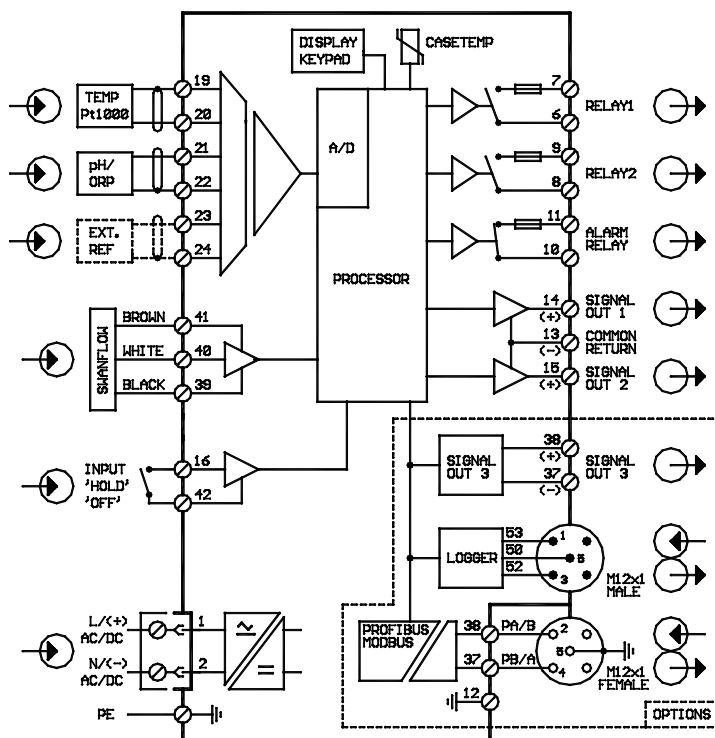 DISPLAY
KEYPAD
CASETEMP
TEMP
Pt1000
19
20
pH/
ORP
21
22
EXT.
REF
23
24
A/D
PROCESSOR
7
6
RELAY1
9
8
RELAY2
11
10
ALARM
RELAY
SWANFLOW
BROWN
41
WHITE
40
BLACK
39
14
(+)
SIGNAL
OUT 1
13
(-)
COMMON
RETURN
15
(+)
SIGNAL
OUT 2
INPUT
'HOLD'
'OFF'
16
42
SIGNAL
OUT 3
38
(+)
37
(-)
SIGNAL
OUT 3
LOGGER
53
50
52
1
5
3
M12x1
MALE
L/(+)
AC/DC
1
N/(-)
AC/DC
2
PE
PROFIBUS
MODBUS
38
PA/B
37
PB/A
12
2
5
4
M12x1
FEMALE
OPTIONS